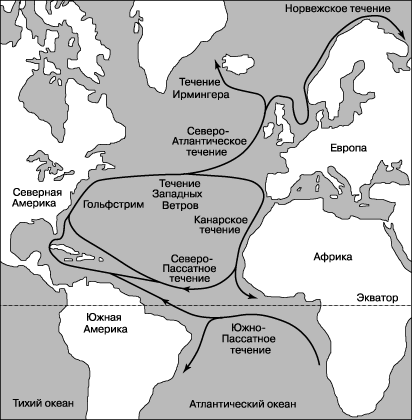 Норвежское течение
Течение
Ирмингера
Северо-
Атлантическое
течение
Европа
Северная
Америка
Гольфстрим
Течение
Западных
Ветров
Канарское
течение
Северо-
Пассатное
течение
Африка
Экватор
Южная
Америка
Южно-
Пассатное
течение
Тихий океан
Атлантический океан